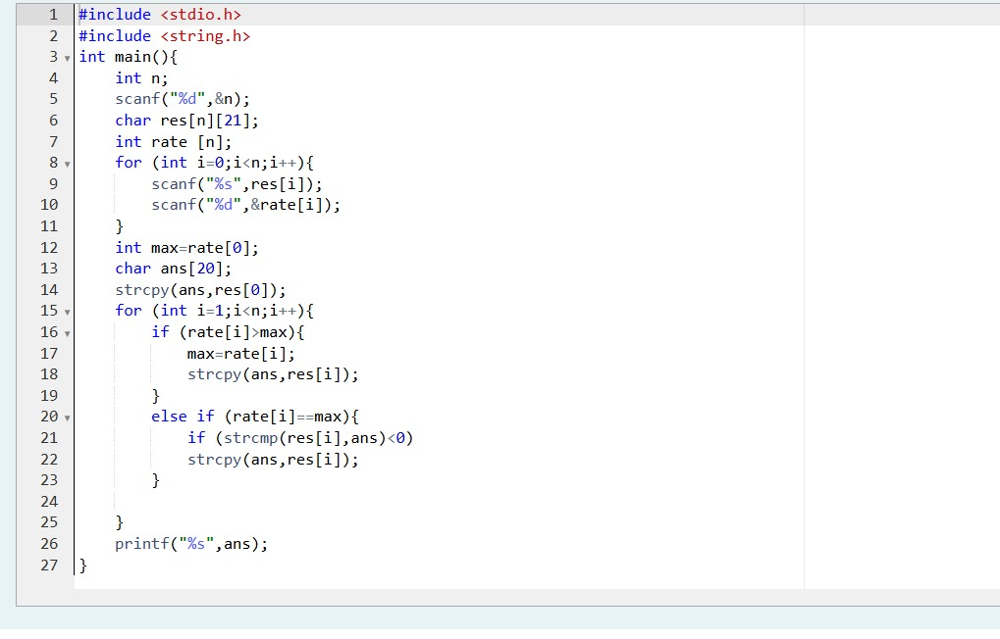 1 #include <stdio.h>
2 #include <string.h>
3 int main(){
4     int n;
5     scanf("%d",&n);
6     char res[n][21];
7     int rate [n];
8     for (int i=0;i<n;i++){
9         scanf("%s",res[i]);
10         scanf("%d",&rate[i]);
11     }
12     int max=rate[0];
13     char ans[20];
14     strcpy(ans,res[0]);
15     for (int i=1;i<n;i++){
16         if (rate[i]>max){
17             max=rate[i];
18             strcpy(ans,res[i]);
19         }
20         else if (rate[i]==max){
21             if (strcmp(res[i],ans)<0)
22             strcpy(ans,res[i]);
23         }
24
25     }
26     printf("%s",ans);
27 }